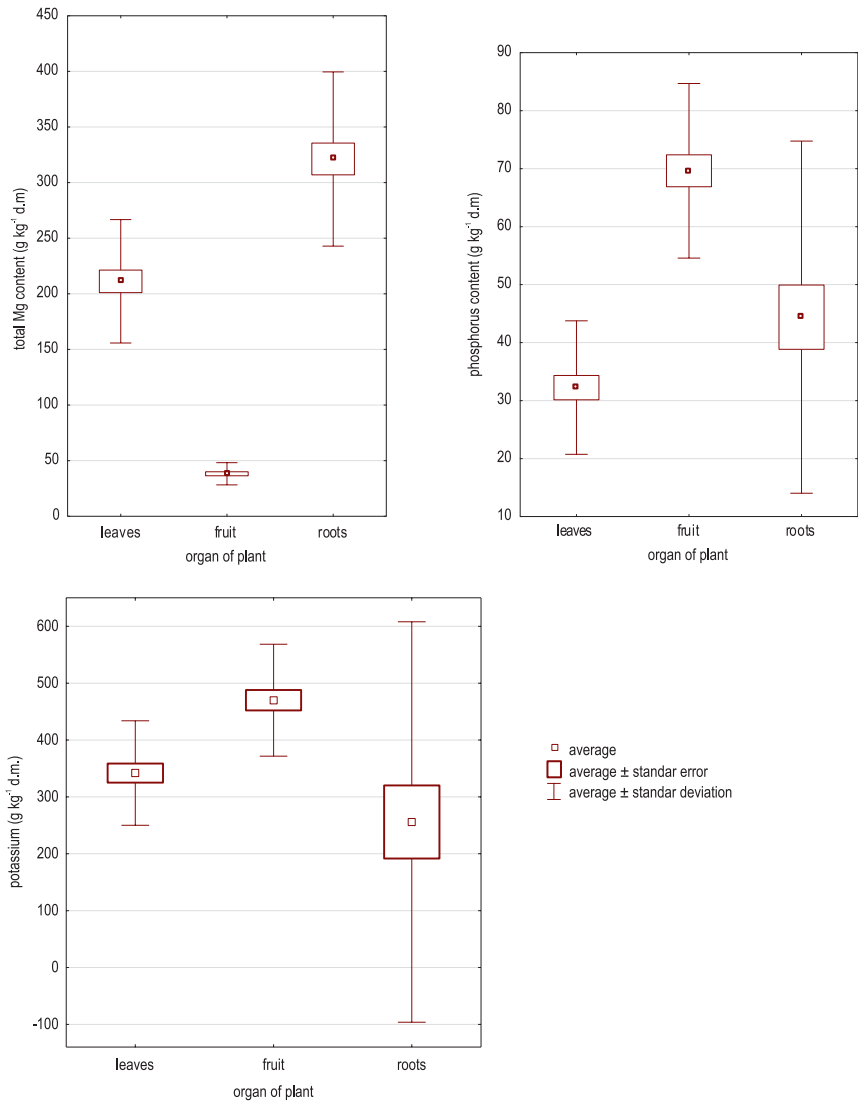 450
400
350
300
250
200
150
100
50
0
total Mg content (g kg⁻¹ d.m)
leaves fruit roots
organ of plant
90
80
70
60
50
40
30
20
10
phosphorus content (g kg⁻¹ d.m)
leaves fruit roots
organ of plant
600
500
400
300
200
100
0
-100
potassium (g kg⁻¹ d.m.)
leaves fruit roots
organ of plant
average
average ± standar error
average ± standar deviation